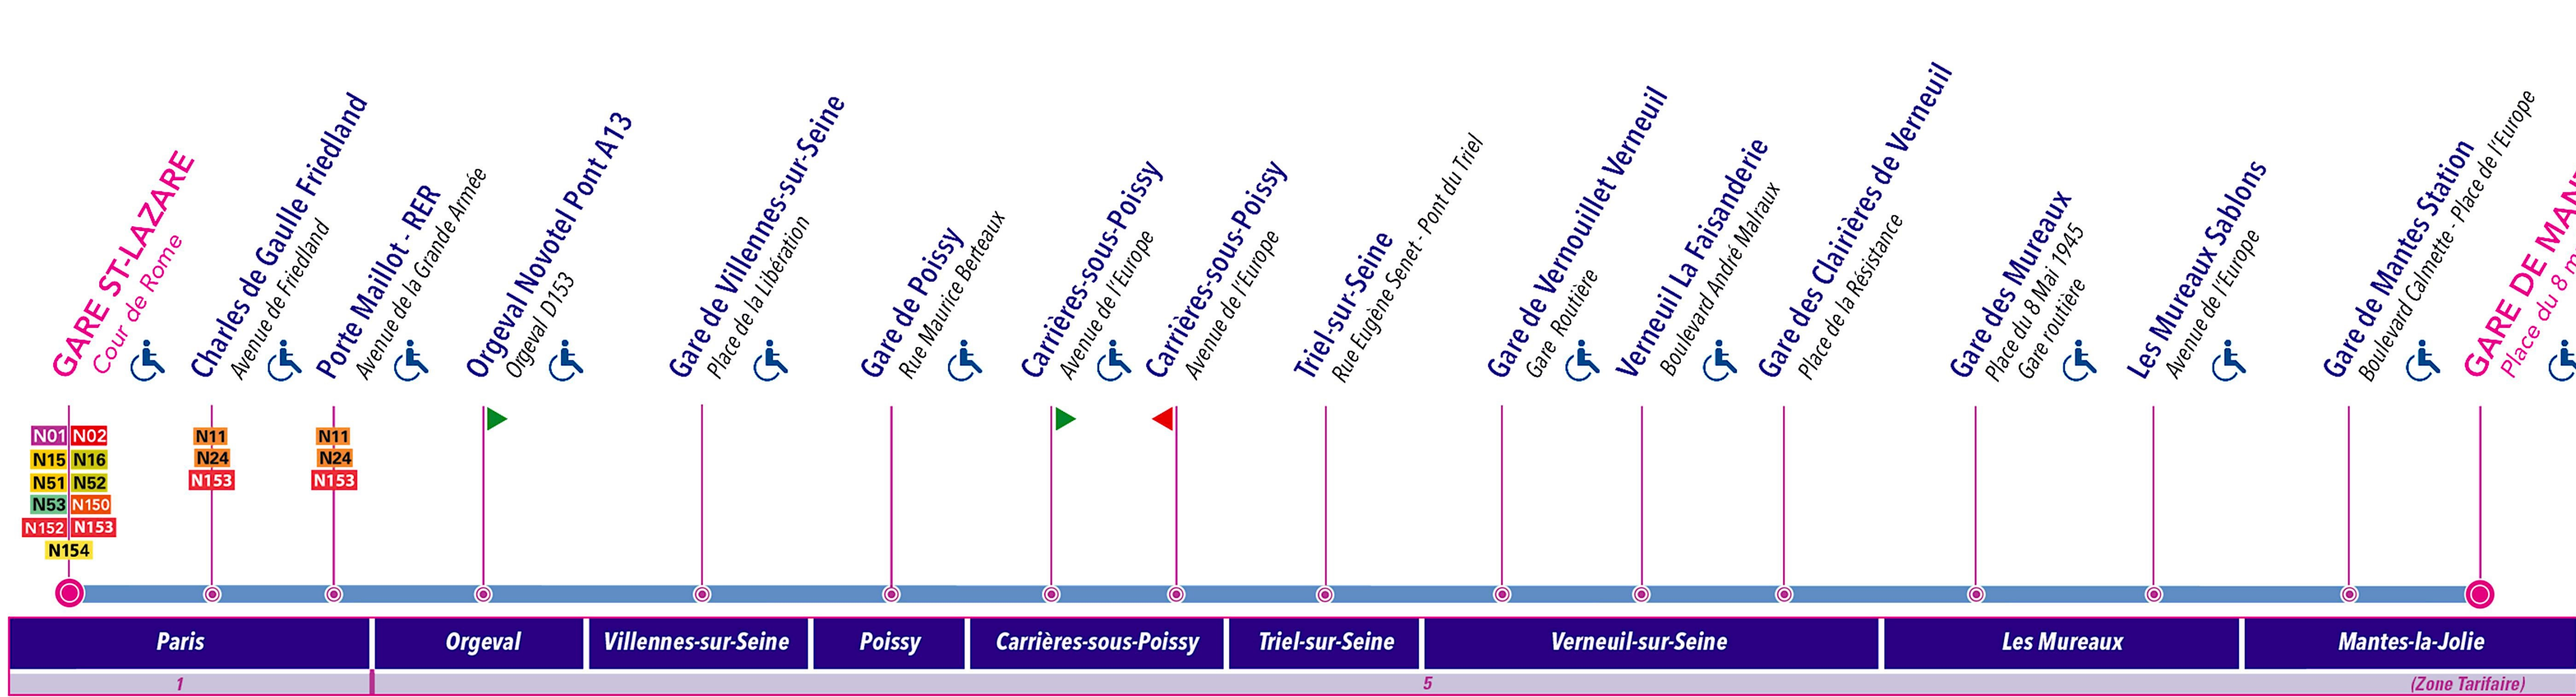 GARE ST-LAZARE
Cour de Rome
Charles de Gaulle Friedland
Avenue de Friedland
Porte Maillot - RER
Avenue de la Grande Armée
Orgeval Novotel Pont A13
Orgeval D153
Gare de Villennes-sur-Seine
Place de la Libération
Gare de Poissy
Rue Maurice Berteaux
Carrières-sous-Poissy
Avenue de l'Europe
Carrières-sous-Poissy
Avenue de l'Europe
Triel-sur-Seine
Rue Eugène Senet - Pont du Triel
Gare de Vernouillet Verneuil
Gare Routière
Verneuil La Faisanderie
Boulevard André Malraux
Gare des Clairières de Verneuil
Place de la Résistance
Gare des Mureaux
Place du 8 Mai 1945
Gare routière
Les Mureaux Sablons
Avenue de l'Europe
Gare de Mantes Station
Boulevard Calmette - Place de l'Europe
GARE DE
Place du 8
N01 N02
N15 N16
N51 N52
N53 N150
N152 N153
N154
N11
N24
N153
N11
N24
N153
Paris
Orgeval
Villennes-sur-Seine
Poissy
Carrières-sous-Poissy
Triel-sur-Seine
Verneuil-sur-Seine
Les Mureaux
Mantes-la-Jolie
1
5
(Zone Tarifaire)